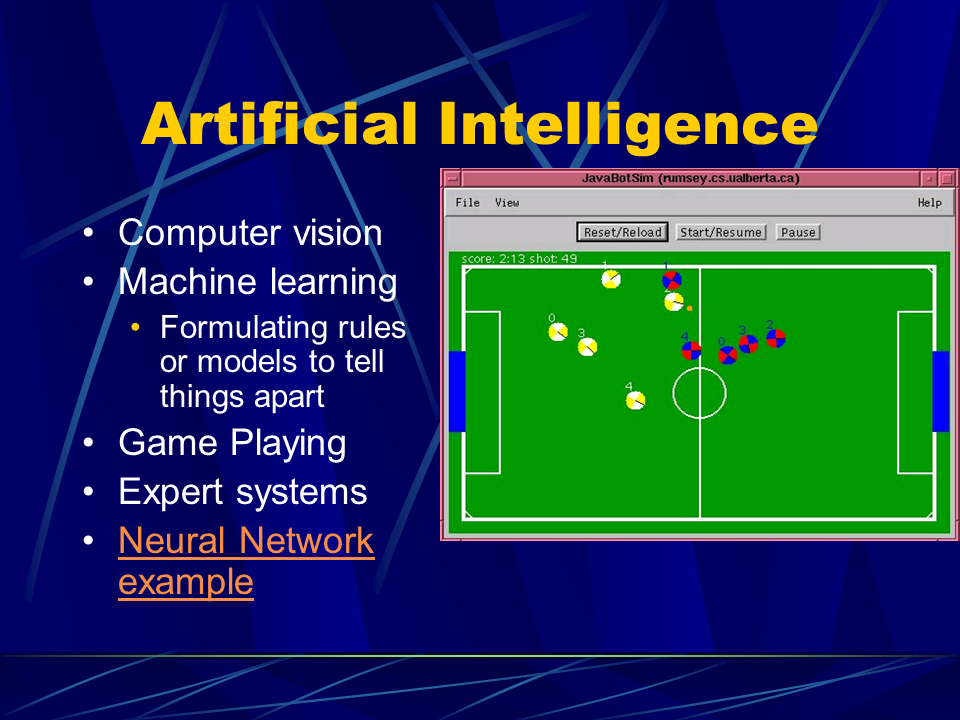 Artificial Intelligence
• Computer vision
• Machine learning
• Formulating rules
or models to tell
things apart
• Game Playing
• Expert systems
• Neural Network
example
JavaBotSim (rumsey.cs.ualberta.ca)
File View Help
Reset/Reload Start/Resume Pause
score: 2:13 shot: 49
1 1
2
0 3 4 0 3 2
4